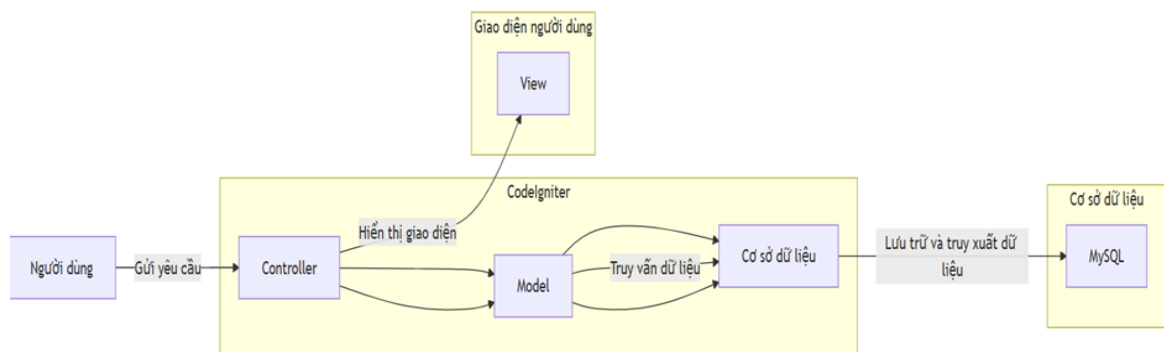 Giao diện người dùng
View
CodeIgniter
Hiển thị giao diện
Người dùng
Gửi yêu cầu
Controller
Model
Truy vấn dữ liệu
Cơ sở dữ liệu
Lưu trữ và truy xuất dữ
liệu
Cơ sở dữ liệu
MySQL